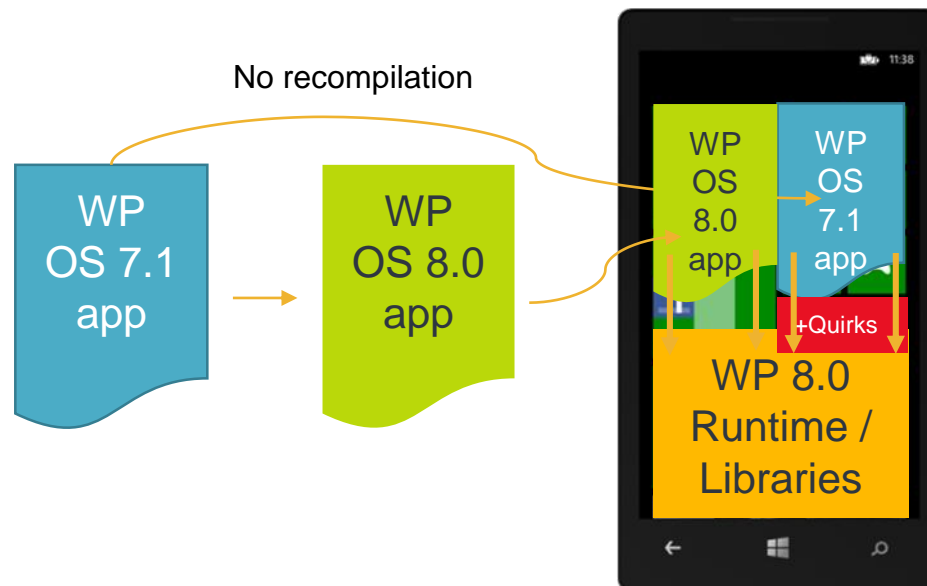 No recompilation
WP
OS 7.1
app
WP
OS 8.0
app
11:38
WP
OS
8.0
app
WP
OS
7.1
app
+Quirks
WP 8.0
Runtime /
Libraries